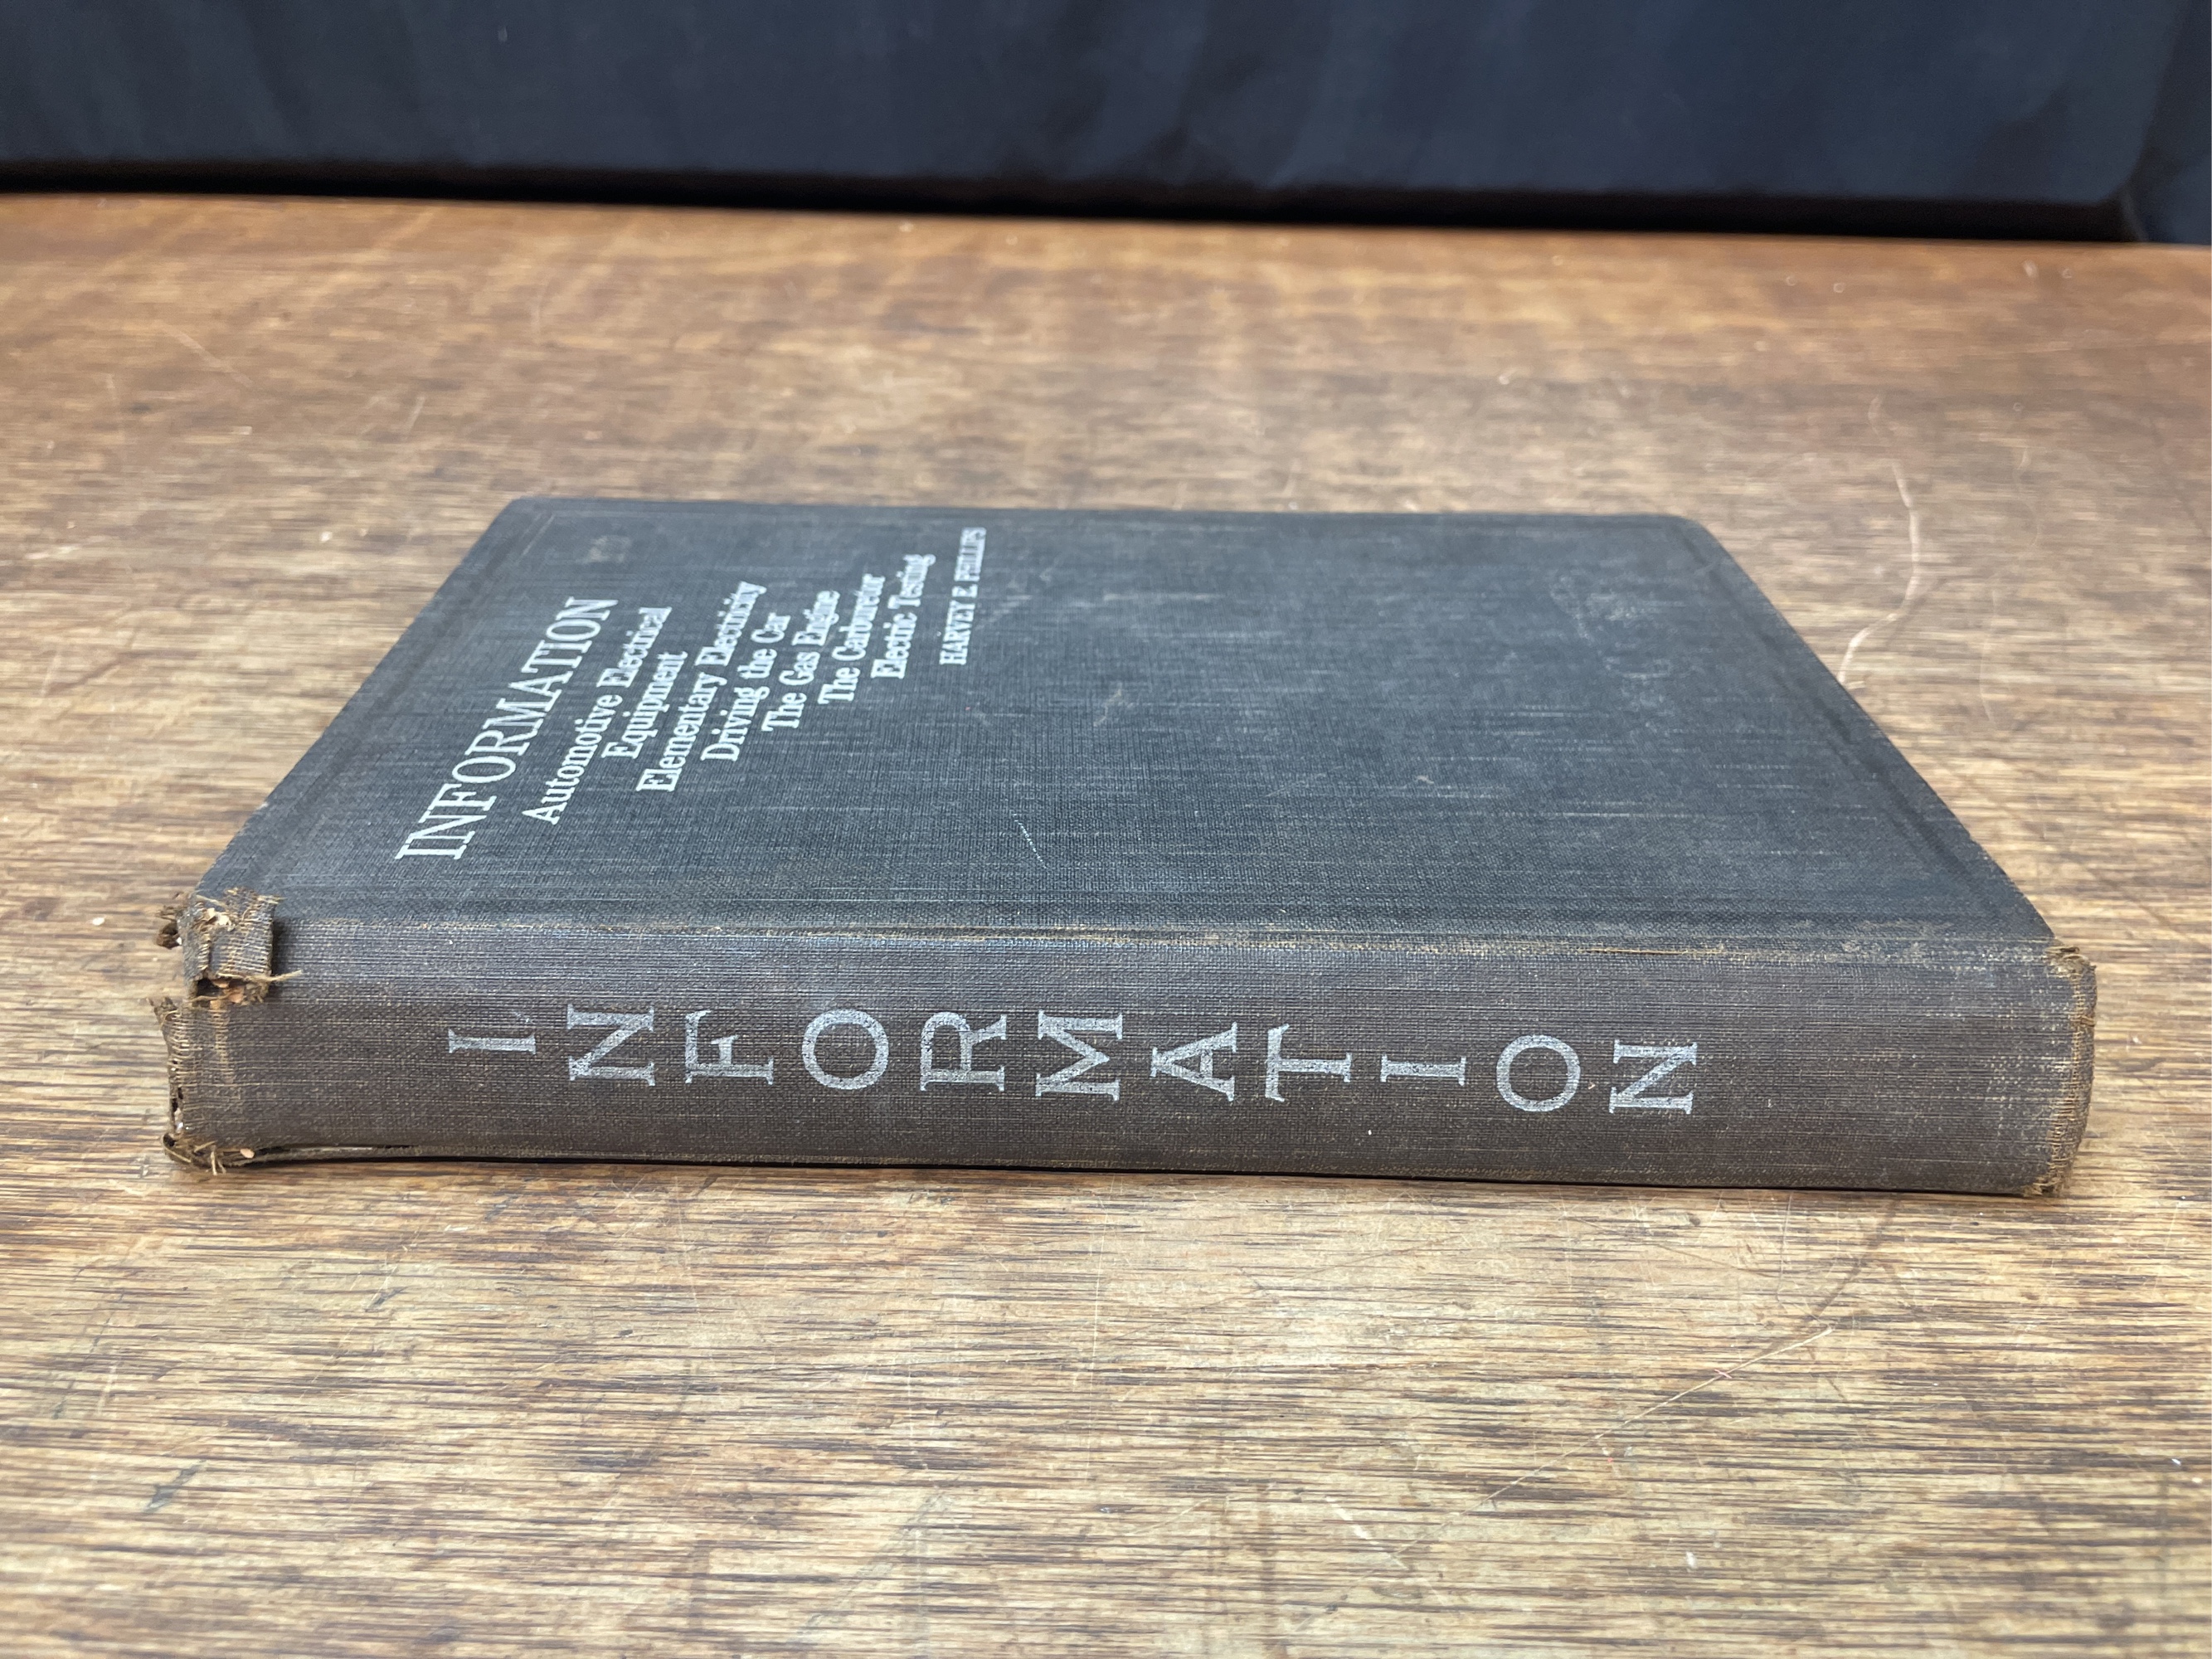 INFORMATION
Automotive Electrical
Equipment
Elementary Electricity
Driving the Car
The Gas Engine
The Carburetor
Electric Testing
HARVEY E. PHILLIPS
INFORMATION